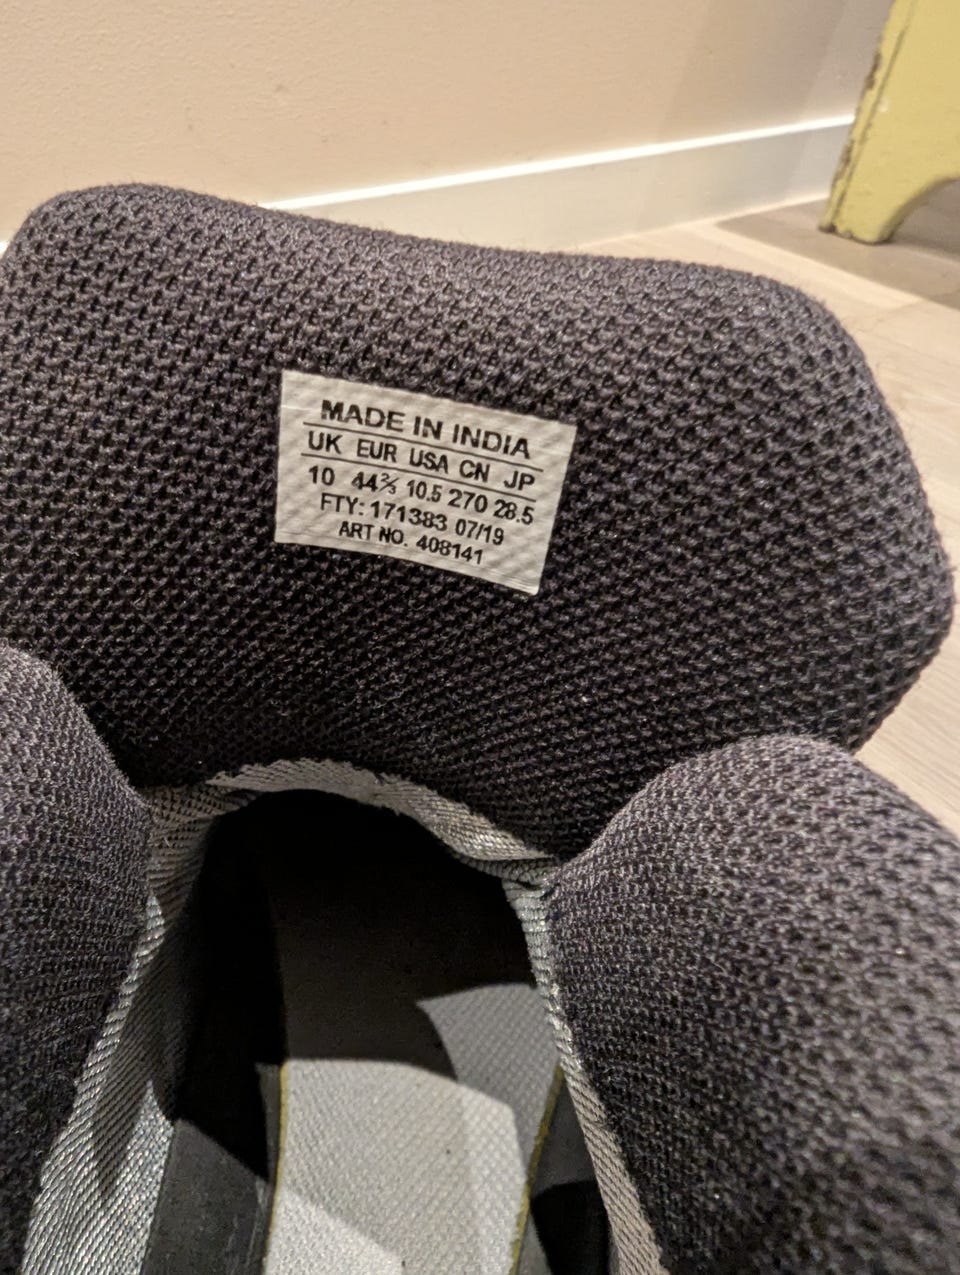 MADE IN INDIA
UK EUR USA CN JP
10 44⅔ 10.5 270 28.5
FTY: 171383 07/19
ART NO. 408141